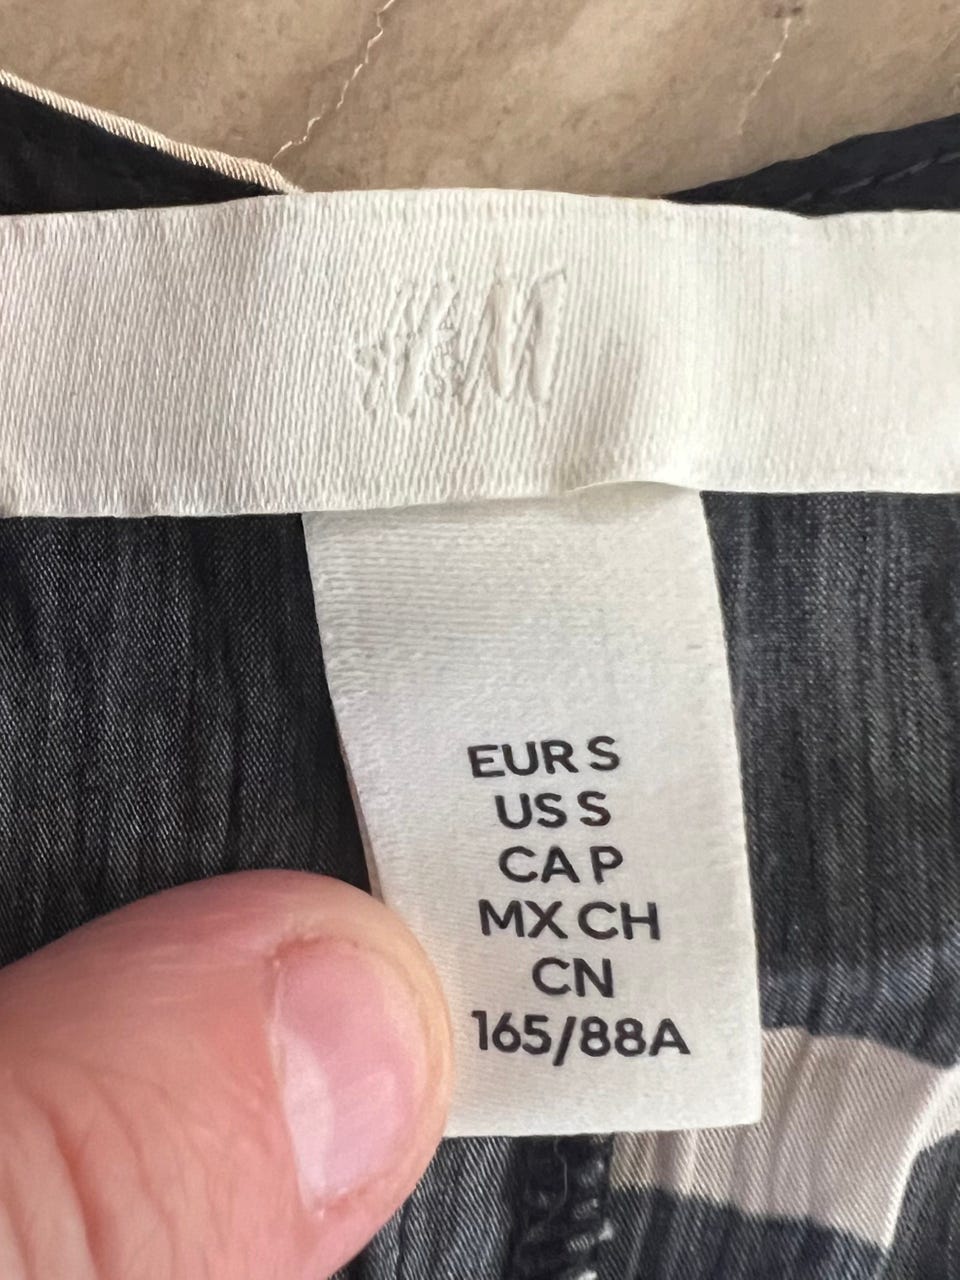 H&M
EUR S
US S
CA P
MX CH
CN
165/88A